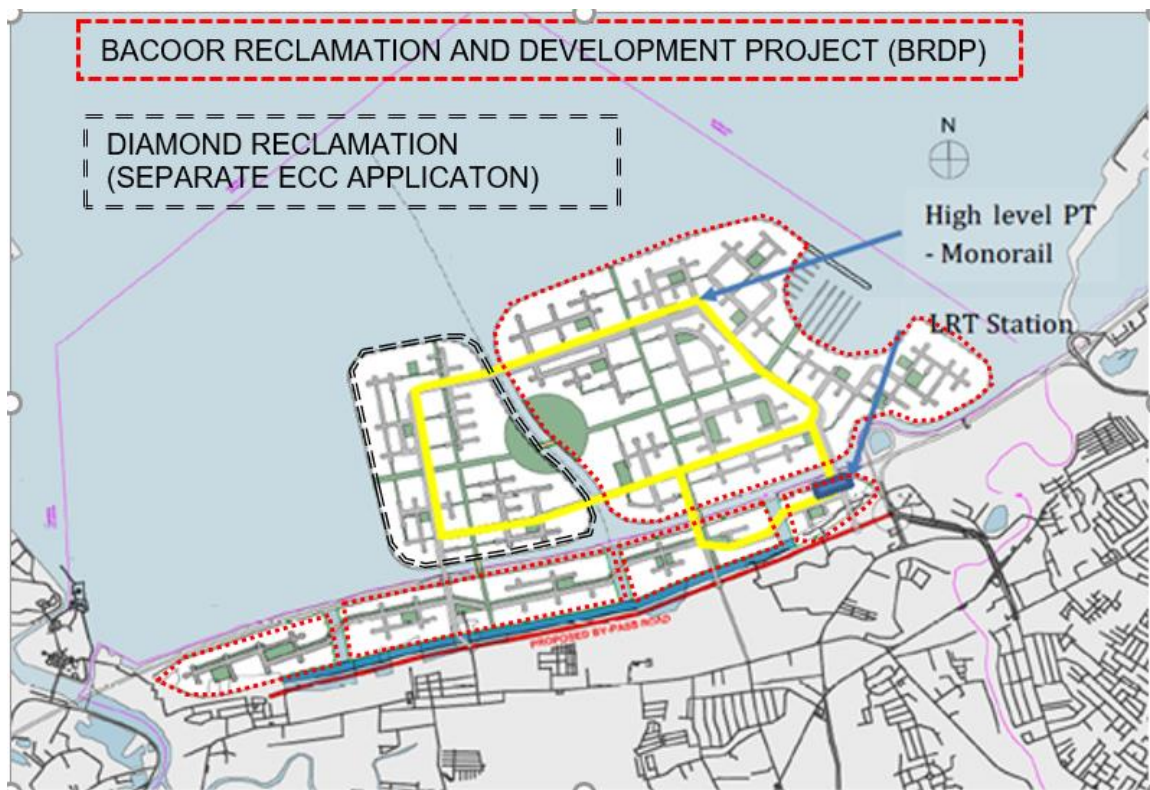 BACOOR RECLAMATION AND DEVELOPMENT PROJECT (BRDP)
DIAMOND RECLAMATION
(SEPARATE ECC APPLICATON)
N
High level PT
- Monorail
LRT Station
PROPOSED BY-PASS ROAD